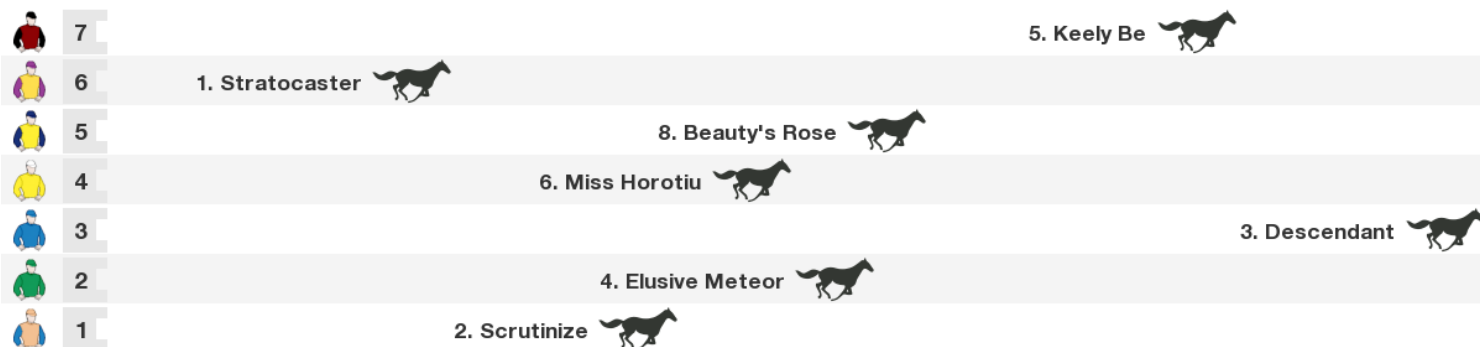 7 5. Keely Be
6 1. Stratocaster
5 8. Beauty's Rose
4 6. Miss Horotiu
3 3. Descendant
2 4. Elusive Meteor
1 2. Scrutinize